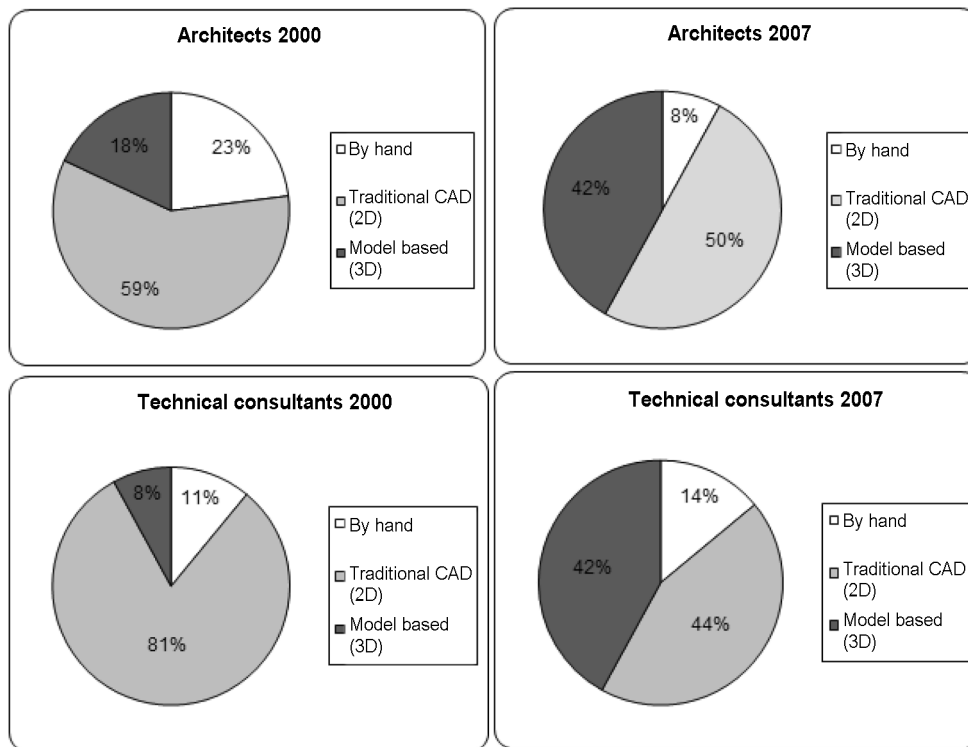 Architects 2000
18%
23%
59%
By hand
Traditional CAD
(2D)
Model based
(3D)
Architects 2007
8%
42%
50%
By hand
Traditional CAD
(2D)
Model based
(3D)
Technical consultants 2000
8%
11%
81%
By hand
Traditional CAD
(2D)
Model based
(3D)
Technical consultants 2007
14%
42%
44%
By hand
Traditional CAD
(2D)
Model based
(3D)